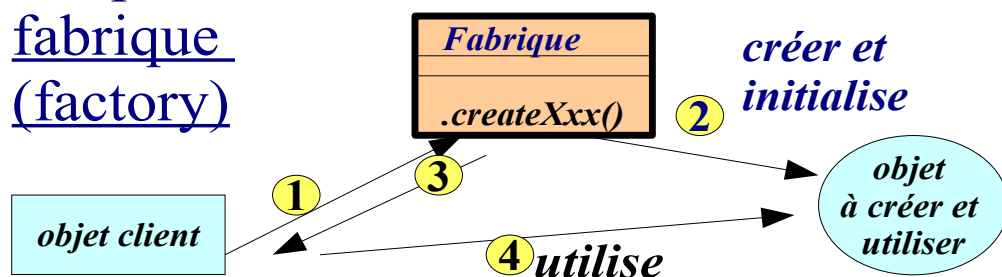 fabrique
(factory)
Fabrique
.createXxx()
créer et
initialise
2
1
3
objet client
4
utilise
objet
à créer et
utiliser